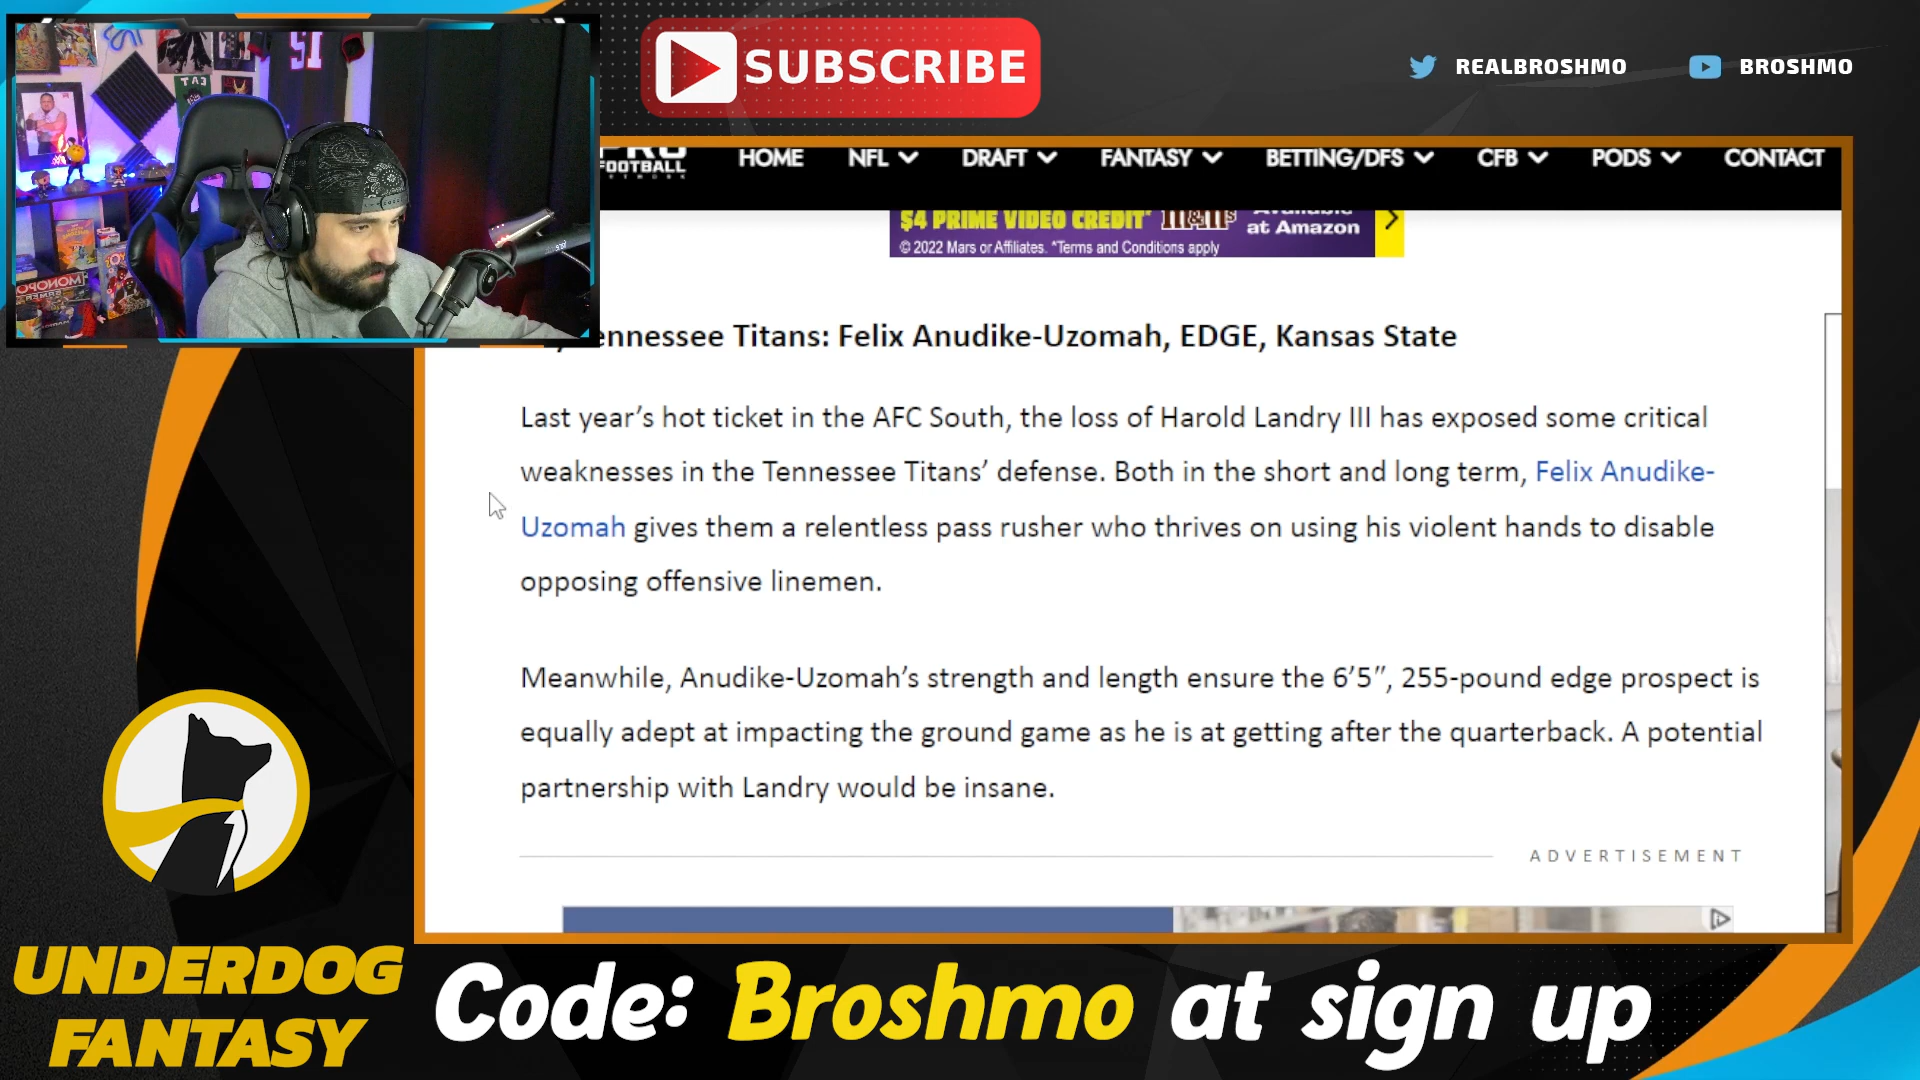 SUBSCRIBE
REALBROSHMO
BROSHMO
FOOTBALL
HOME NFL DRAFT FANTASY BETTING/DFS CFB PODS CONTACT
$4 PRIME VIDEO CREDIT* m&m's Available
at Amazon
© 2022 Mars or Affiliates. *Terms and Conditions apply
ennessee Titans: Felix Anudike-Uzomah, EDGE, Kansas State
Last year’s hot ticket in the AFC South, the loss of Harold Landry III has exposed some critical
weaknesses in the Tennessee Titans’ defense. Both in the short and long term, Felix Anudike-
Uzomah gives them a relentless pass rusher who thrives on using his violent hands to disable
opposing offensive linemen.
Meanwhile, Anudike-Uzomah’s strength and length ensure the 6’5″, 255-pound edge prospect is
equally adept at impacting the ground game as he is at getting after the quarterback. A potential
partnership with Landry would be insane.
ADVERTISEMENT
UNDERDOG
FANTASY
Code: Broshmo at sign up